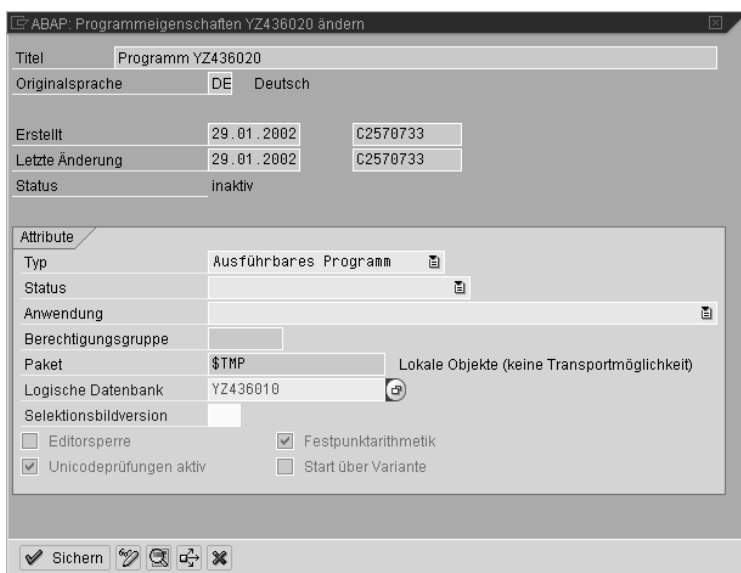 ABAP: Programmeigenschaften YZ436020 ändern
Titel Programm YZ436020
Originalsprache DE Deutsch
Erstellt 29.01.2002 C2570733
Letzte Änderung 29.01.2002 C2570733
Status inaktiv
Attribute
Typ Ausführbares Programm
Status
Anwendung
Berechtigungsgruppe
Paket $TMP Lokale Objekte (keine Transportmöglichkeit)
Logische Datenbank YZ436010
Selektionsbildversion
Editorsperre Festpunktarithmetik
Unicodeprüfungen aktiv Start über Variante
Sichern